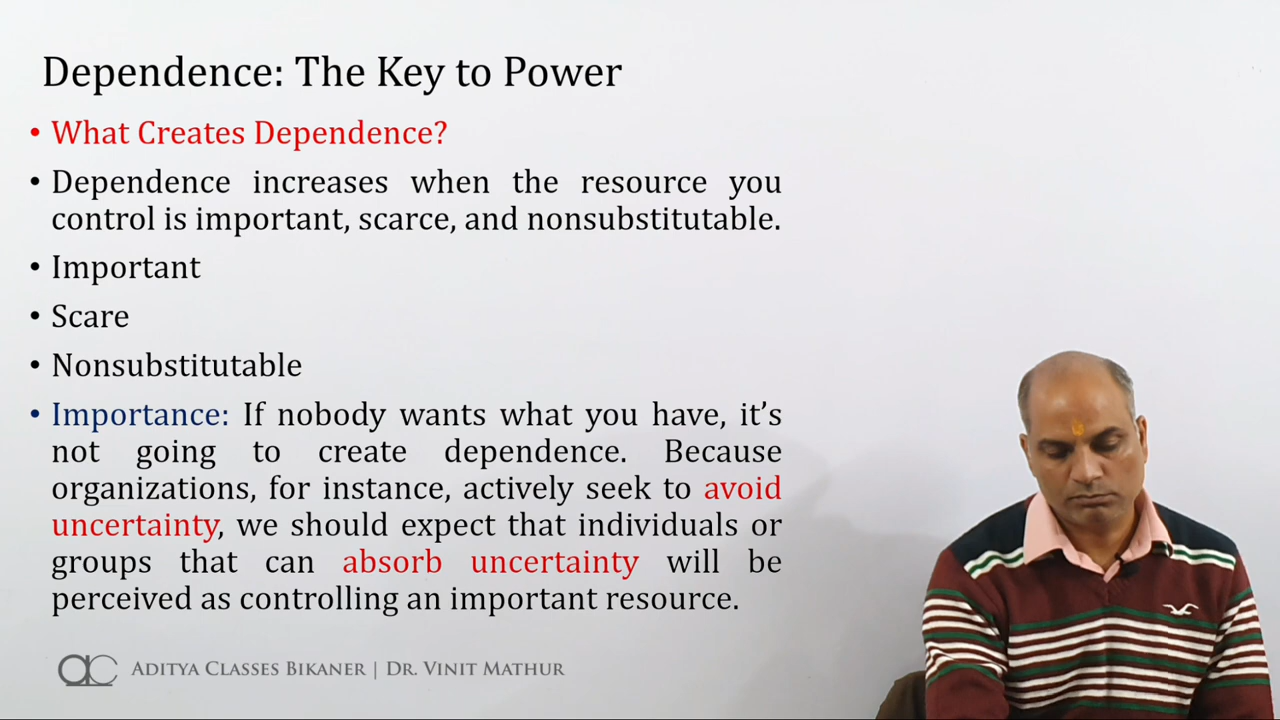 Dependence: The Key to Power
• What Creates Dependence?
• Dependence increases when the resource you
control is important, scarce, and nonsubstitutable.
• Important
• Scare
• Nonsubstitutable
• Importance: If nobody wants what you have, it’s
not going to create dependence. Because
organizations, for instance, actively seek to avoid
uncertainty, we should expect that individuals or
groups that can absorb uncertainty will be
perceived as controlling an important resource.
ac ADITYA CLASSES BIKANER | DR. VINIT MATHUR